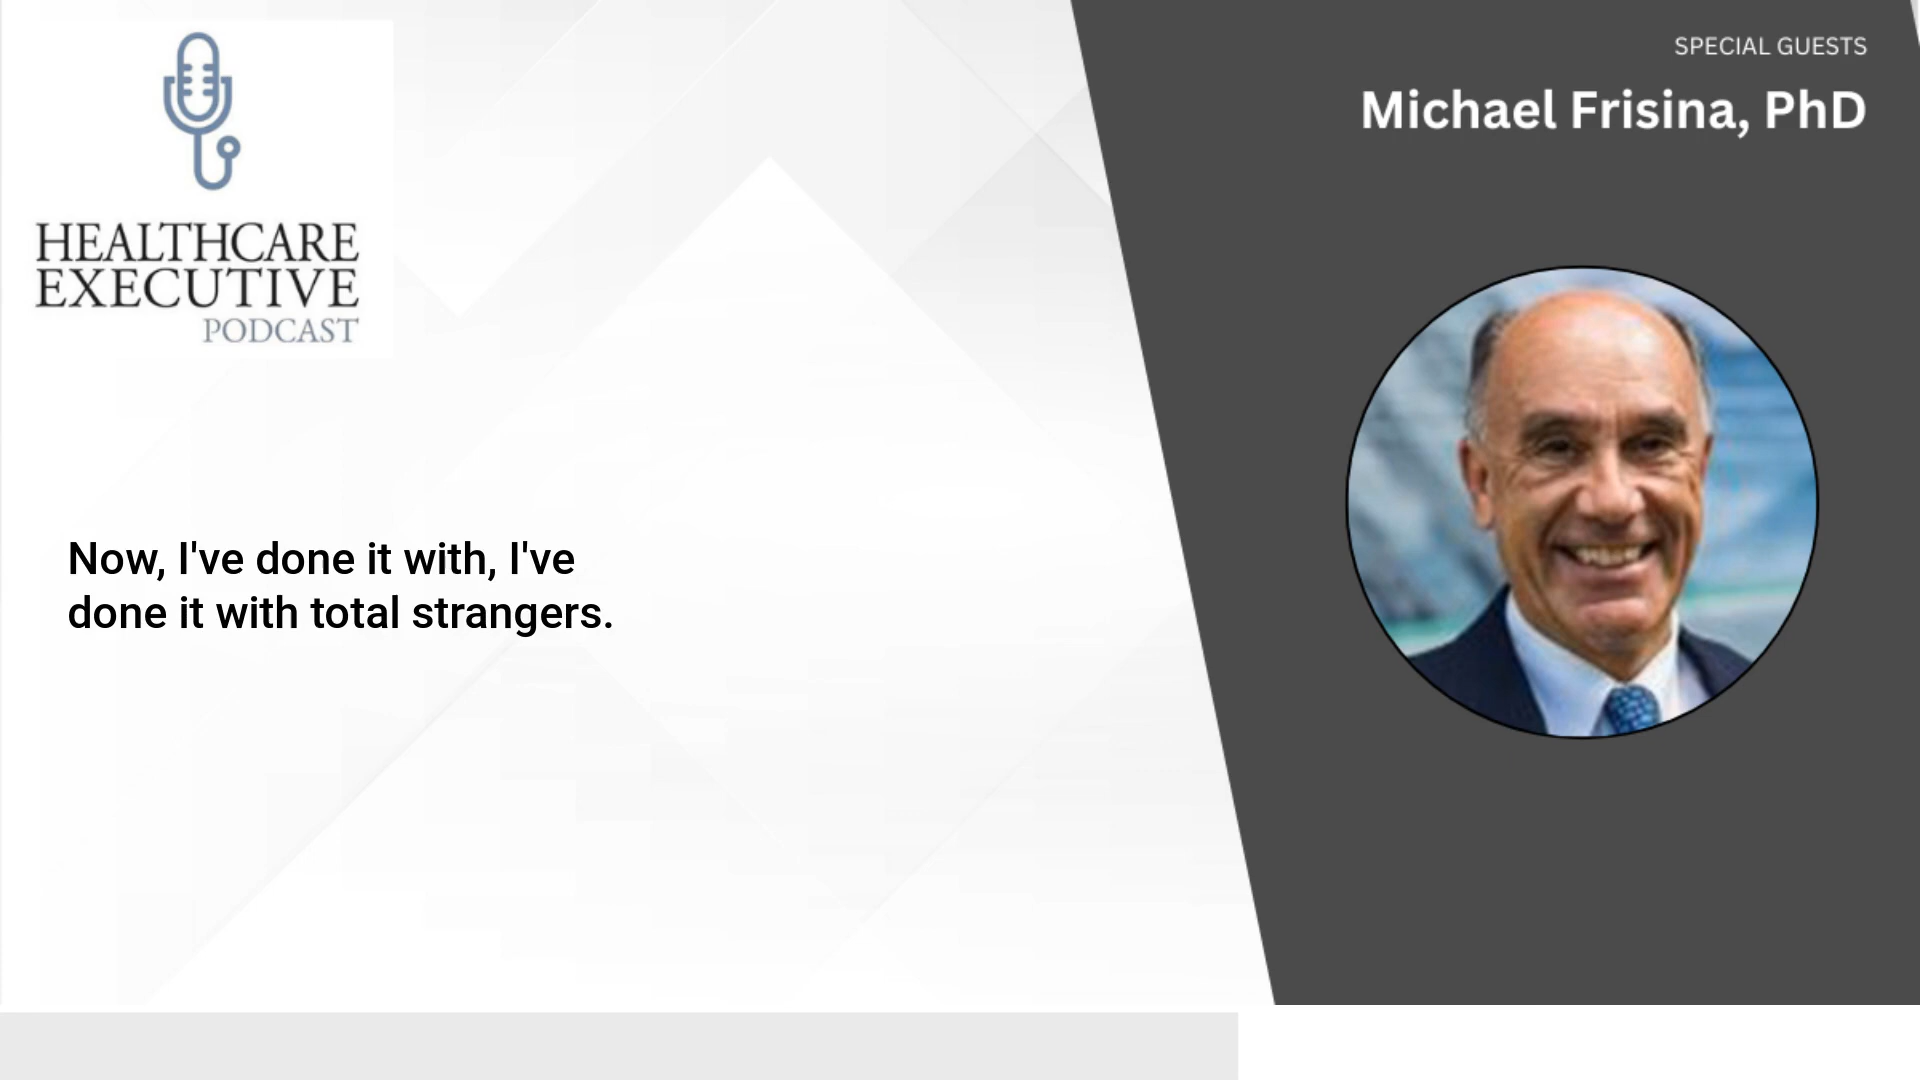 HEALTHCARE
EXECUTIVE
PODCAST
SPECIAL GUESTS
Michael Frisina, PhD
Now, I've done it with, I've
done it with total strangers.